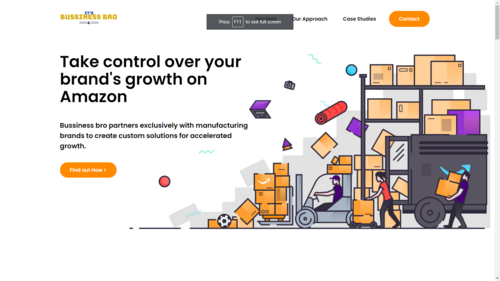 IT'S
BUSSINESS BRO
Press F11 to exit full screen
Our Approach
Case Studies
Contact
Take control over your
brand's growth on
Amazon
Bussiness bro partners exclusively with manufacturing
brands to create custom solutions for accelerated
growth.
Find out How >